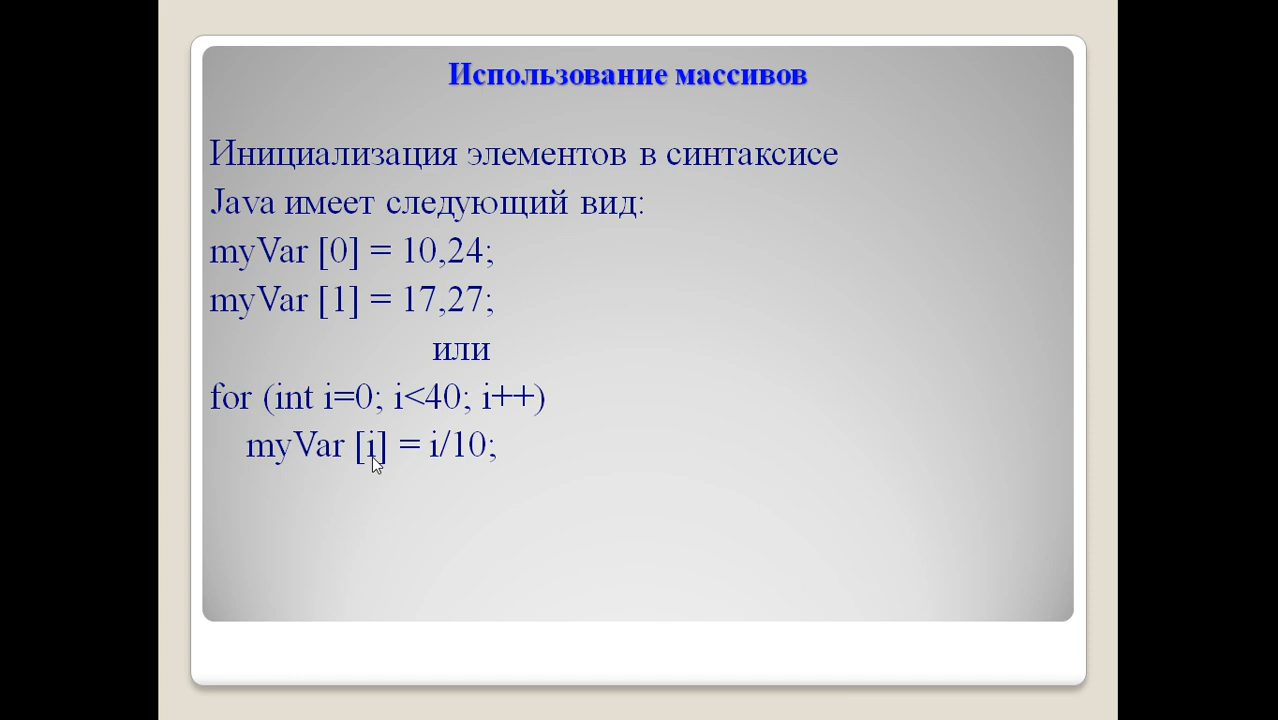 Использование массивов
Инициализация элементов в синтаксисе
Java имеет следующий вид:
myVar [0] = 10,24;
myVar [1] = 17,27;
или
for (int i=0; i<40; i++)
myVar [i] = i/10;